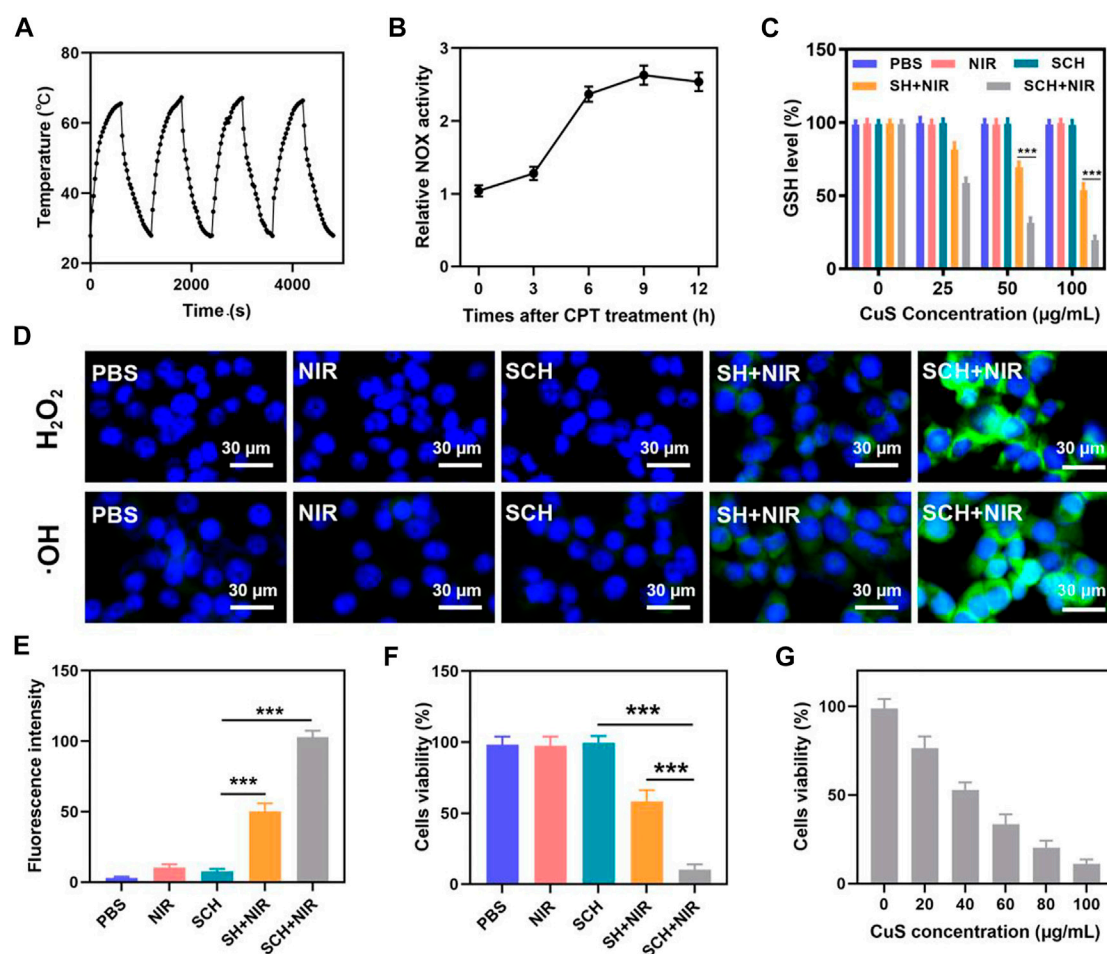 A
Temperature (°C)
80
60
40
20
0
2000
4000
Time.(s)
B
Relative NOX activity
3
2
1
0
0
3
6
9
12
Times after CPT treatment (h)
C
GSH level (%)
150
100
50
0
PBS
NIR
SCH
SH+NIR
SCH+NIR
***
***
0
25
50
100
CuS Concentration (µg/mL)
D
H2O2
PBS
30 µm
NIR
30 µm
SCH
30 µm
SH+NIR
30 µm
SCH+NIR
30 µm
·OH
PBS
30 µm
NIR
30 µm
SCH
30 µm
SH+NIR
30 µm
SCH+NIR
30 µm
E
Fluorescence intensity
150
100
50
0
***
***
PBS
NIR
SCH
SH+NIR
SCH+NIR
F
Cells viability (%)
150
100
50
0
***
***
PBS
NIR
SCH
SH+NIR
SCH+NIR
G
Cells viability (%)
100
50
0
0
20
40
60
80
100
CuS concentration (µg/mL)